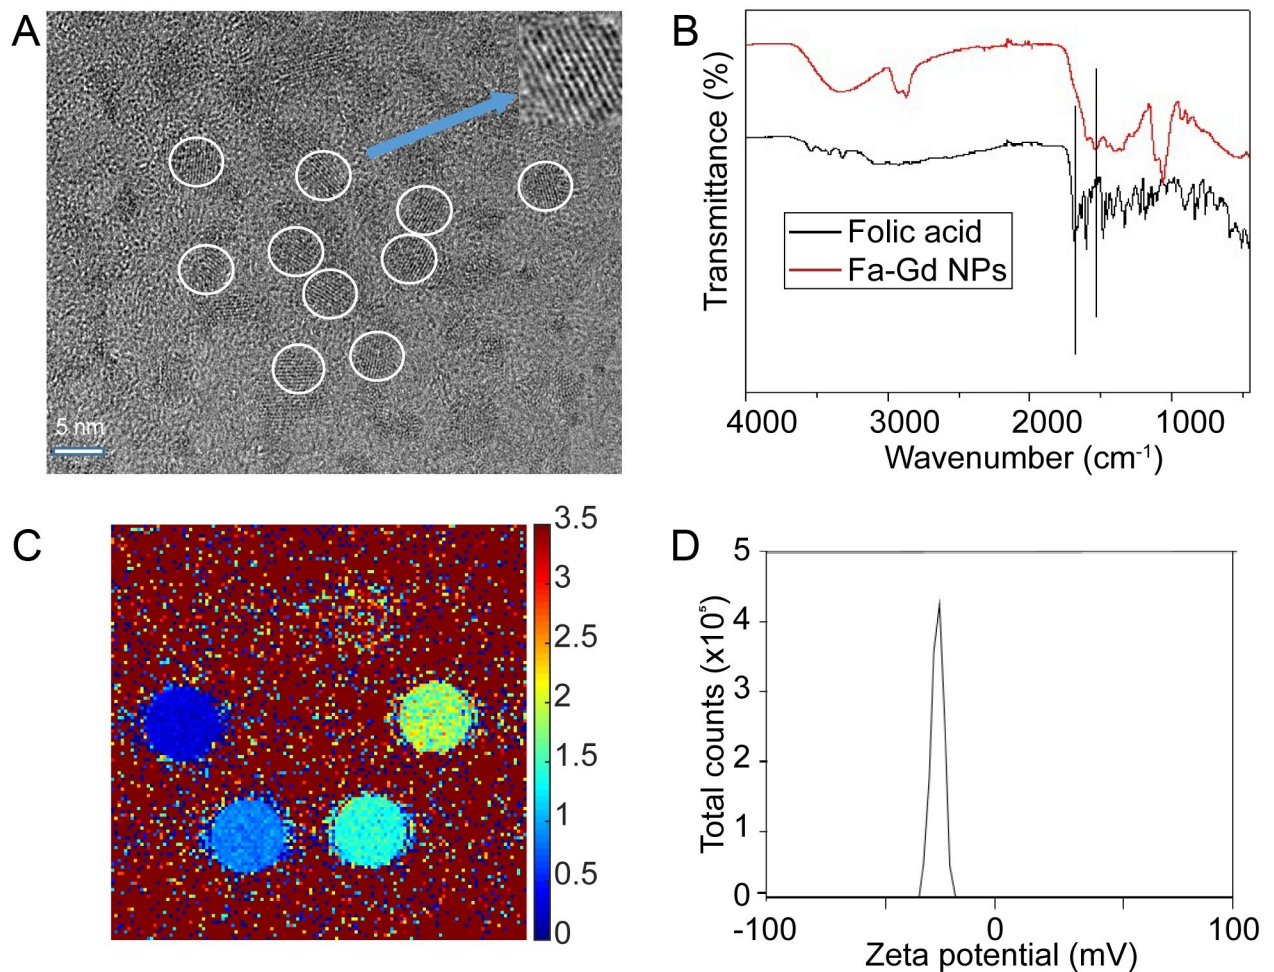 A
5 nm
B
Transmittance (%)
Folic acid
Fa-Gd NPs
4000 3000 2000 1000
Wavenumber (cm⁻¹)
C
3.5
3
2.5
2
1.5
1
0.5
0
D
Total counts (x10⁵)
5
4
3
2
1
0
-100 0 100
Zeta potential (mV)